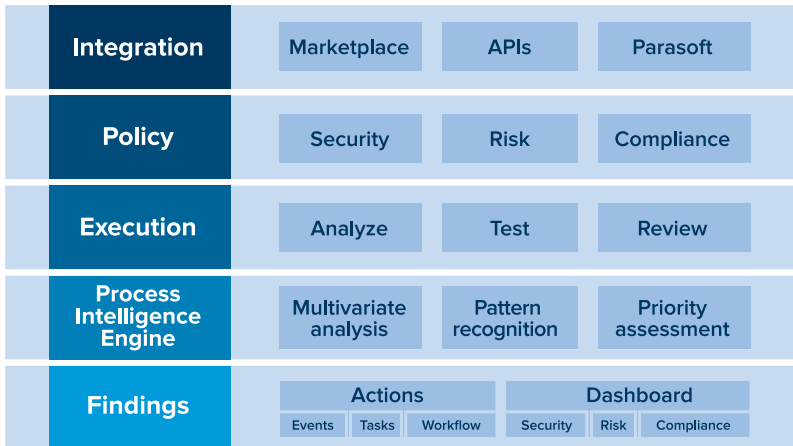 Integration
Marketplace
APIs
Parasoft
Policy
Security
Risk
Compliance
Execution
Analyze
Test
Review
Process
Intelligence
Engine
Multivariate
analysis
Pattern
recognition
Priority
assessment
Findings
Actions
Events
Tasks
Workflow
Dashboard
Security
Risk
Compliance